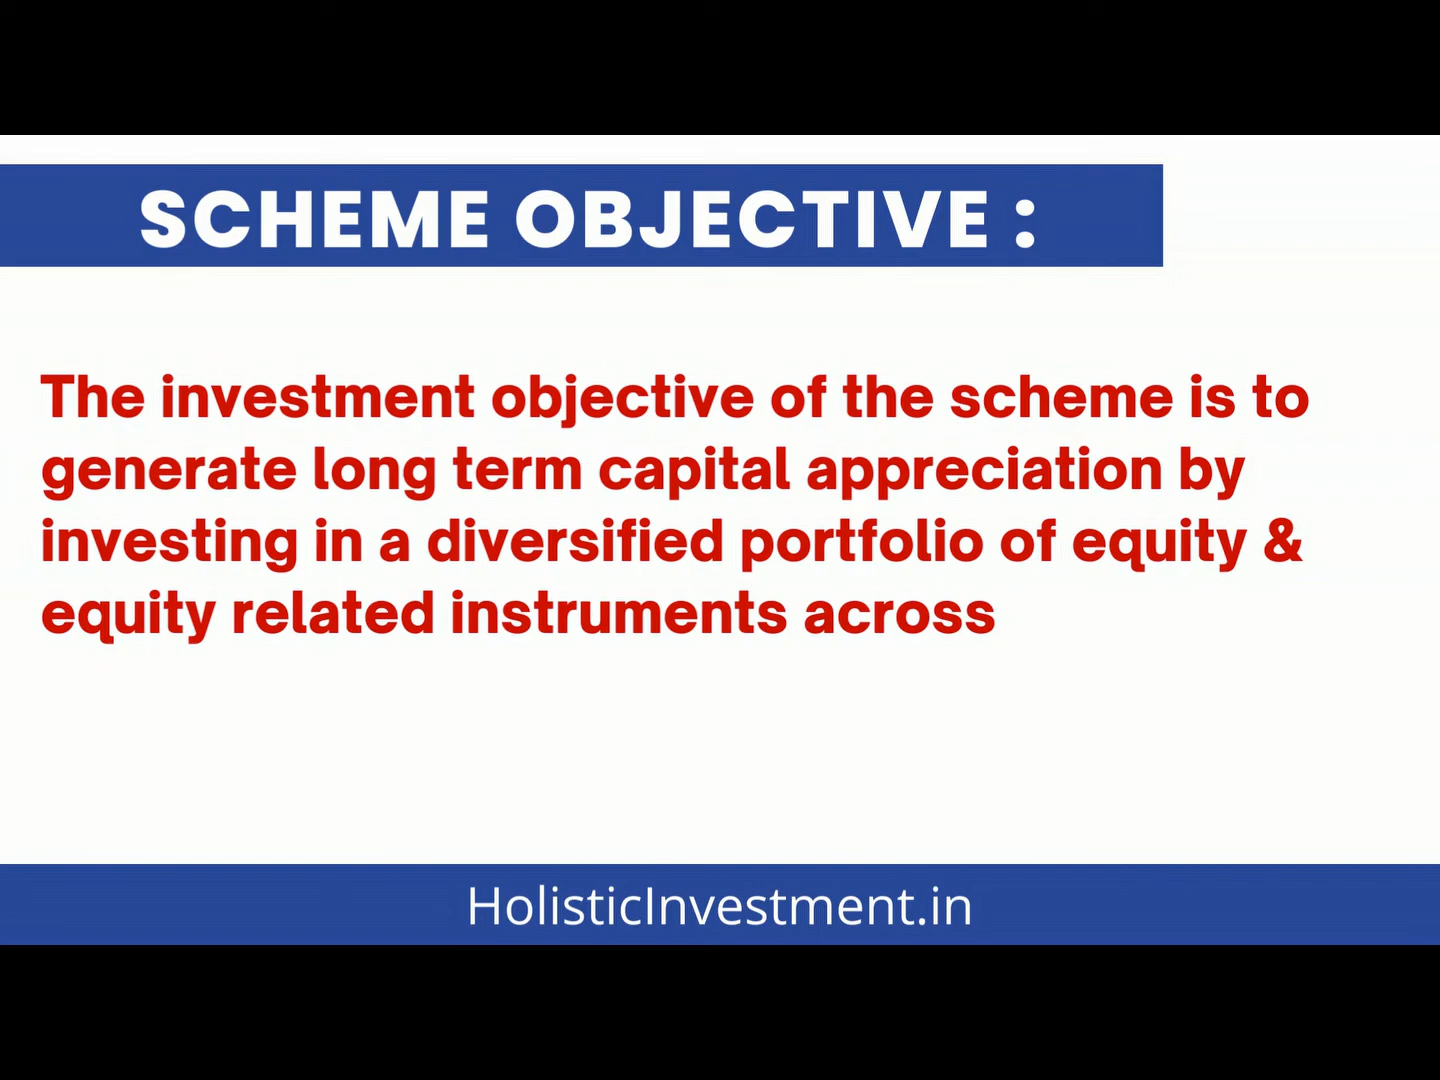 SCHEME OBJECTIVE :
The investment objective of the scheme is to
generate long term capital appreciation by
investing in a diversified portfolio of equity &
equity related instruments across
HolisticInvestment.in